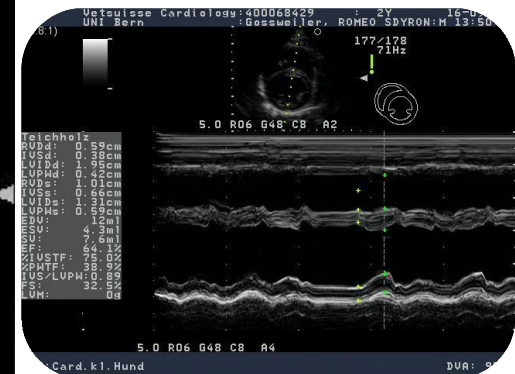 Vetsuisse Cardiology:400068429 : 2Y 16-0
UNI Bern :Gossweiler, ROMEO SDYRON:M 13:50
8:1)
177/178
71Hz
5.0 R06 G48 C8 A2
Teichholz
RVDd: 0.59cm
IVSd: 0.38cm
LVIDd: 1.95cm
LVPWd: 0.42cm
RVDs: 1.01cm
IVSs: 0.66cm
LVIDs: 1.31cm
LVPWs: 0.59cm
EDV: 12ml
ESV: 4.3ml
SV: 7.6ml
EF: 64.1%
%IVSTF: 75.0%
%PWTF: 38.9%
IVS/LVPW:0.89
FS: 32.5%
LVM: 0g
5.0 R06 G48 C8 A4
:Card.kl.Hund DVA: 9